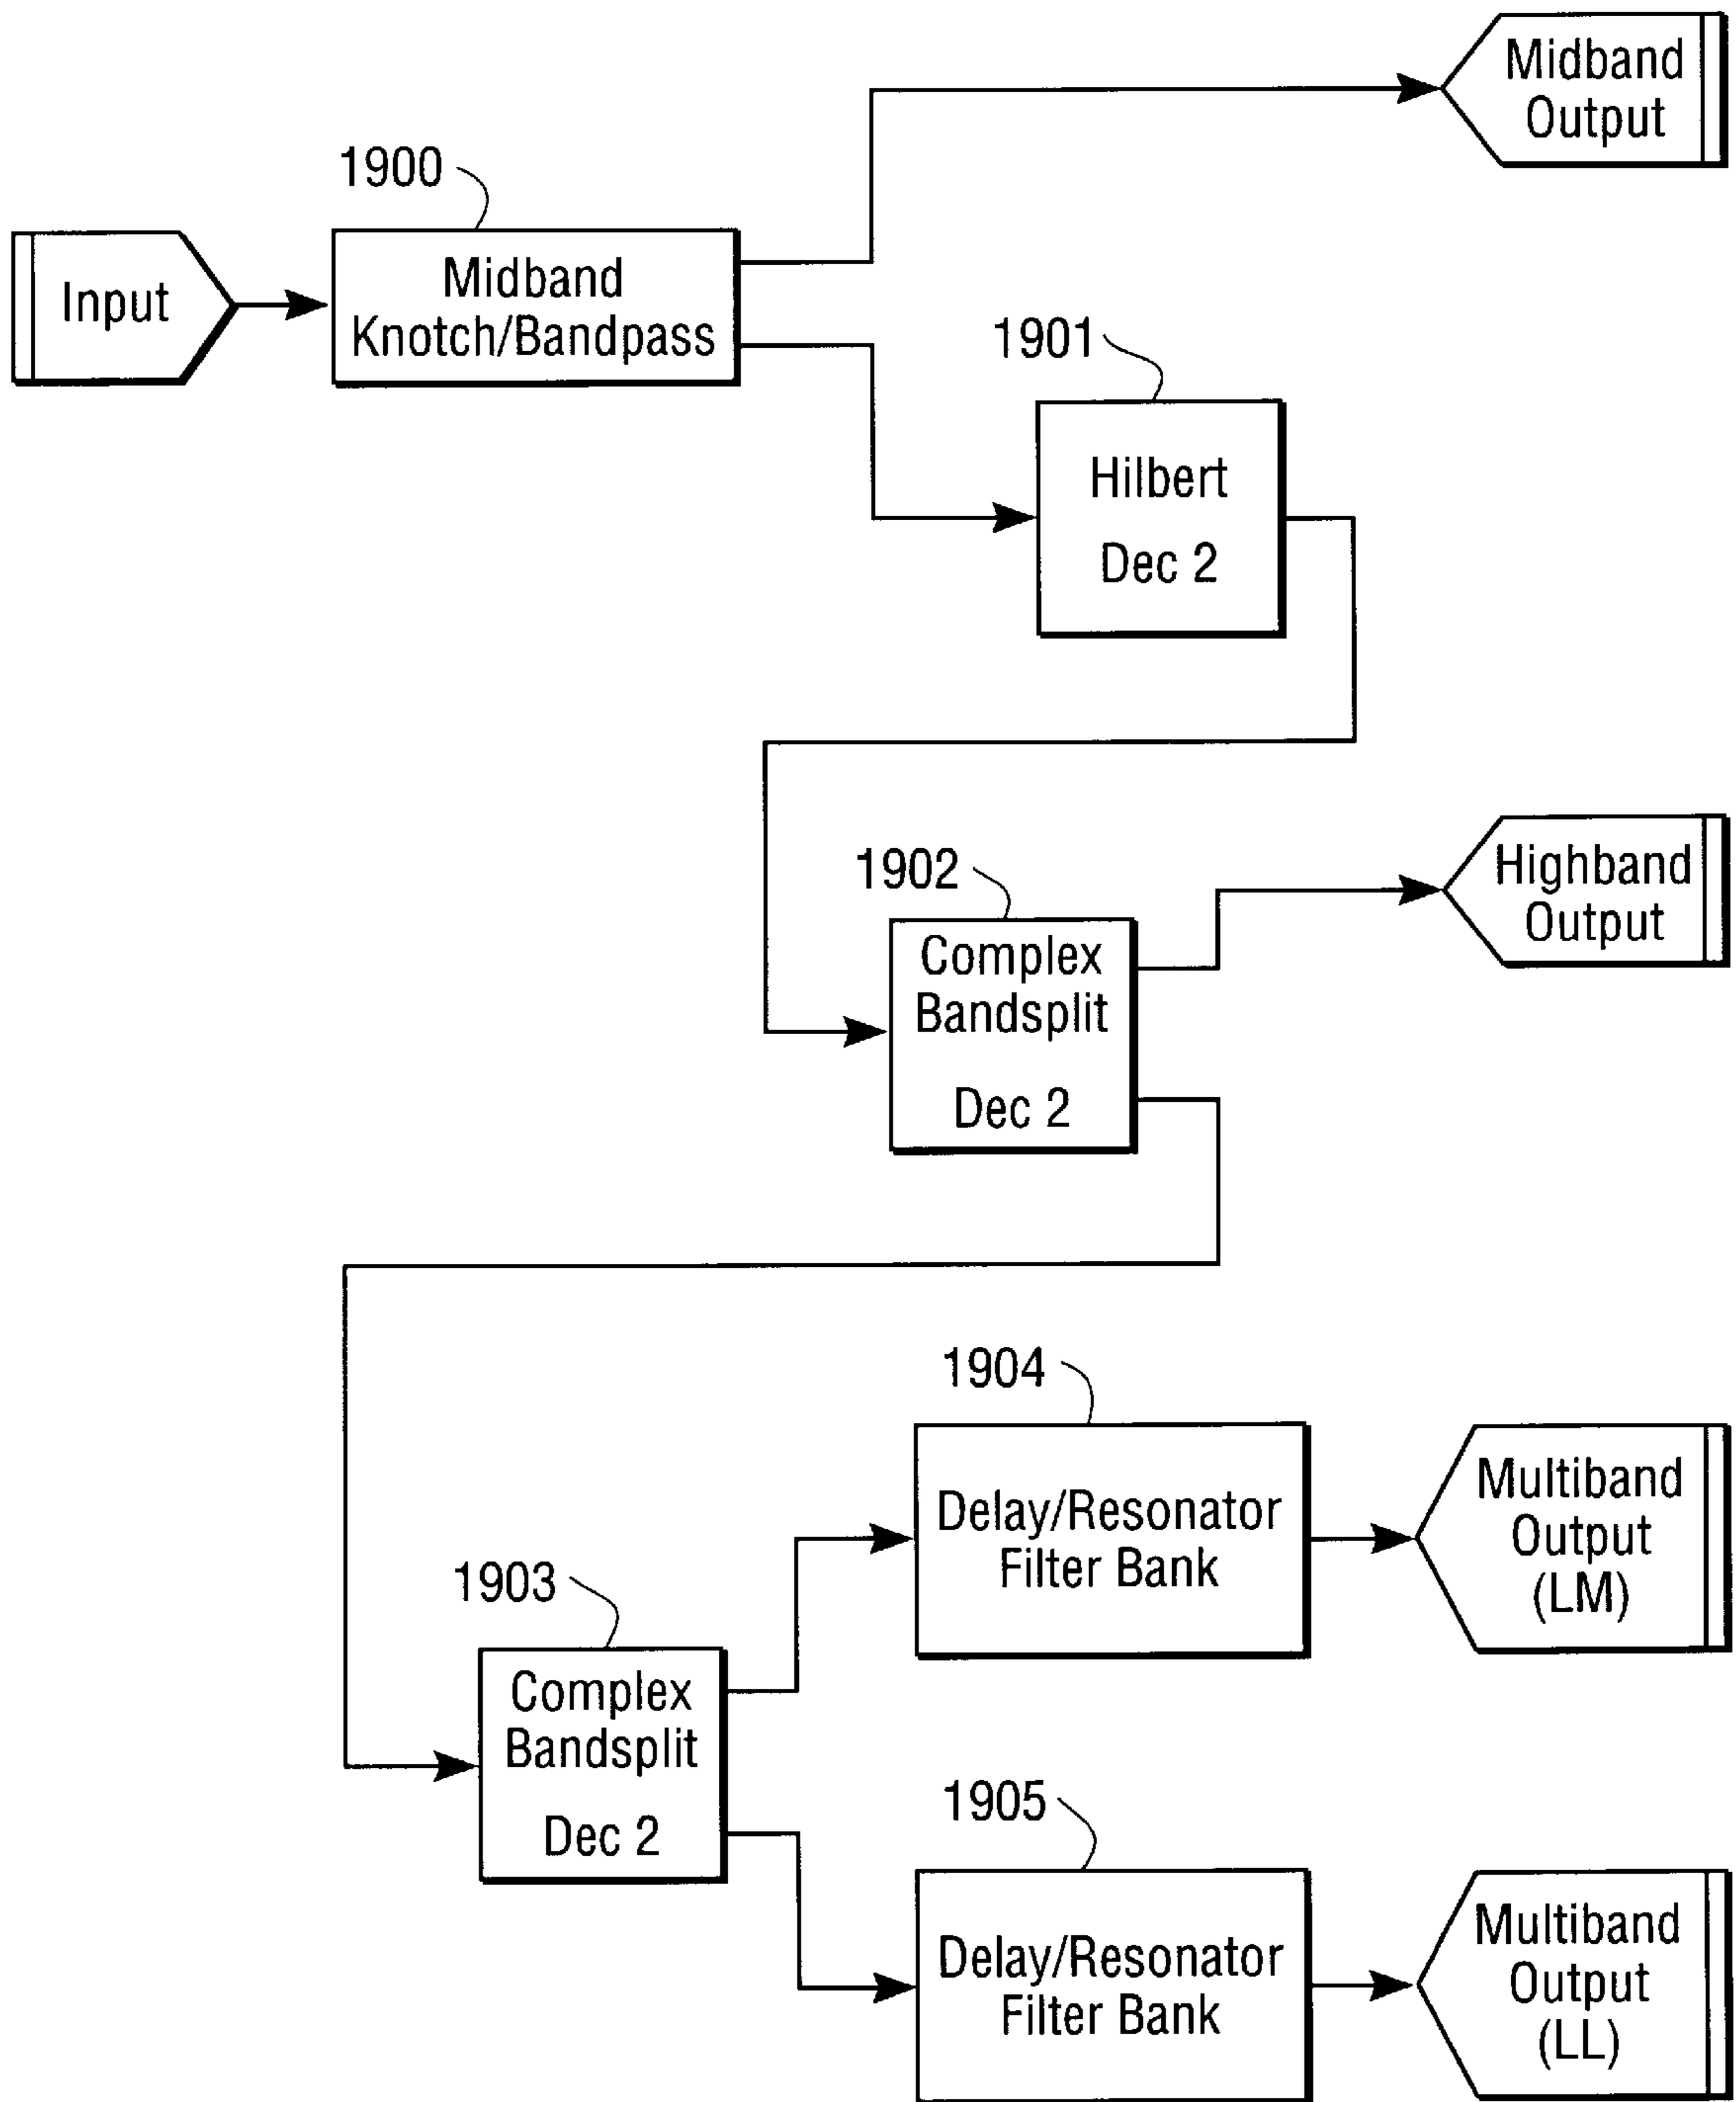 Midband
Output
1900
Input
Midband
Knotch/Bandpass
1901
Hilbert
Dec 2
1902
Complex
Bandsplit
Dec 2
Highband
Output
1904
Delay/Resonator
Filter Bank
Multiband
Output
(LM)
1903
Complex
Bandsplit
Dec 2
1905
Delay/Resonator
Filter Bank
Multiband
Output
(LL)